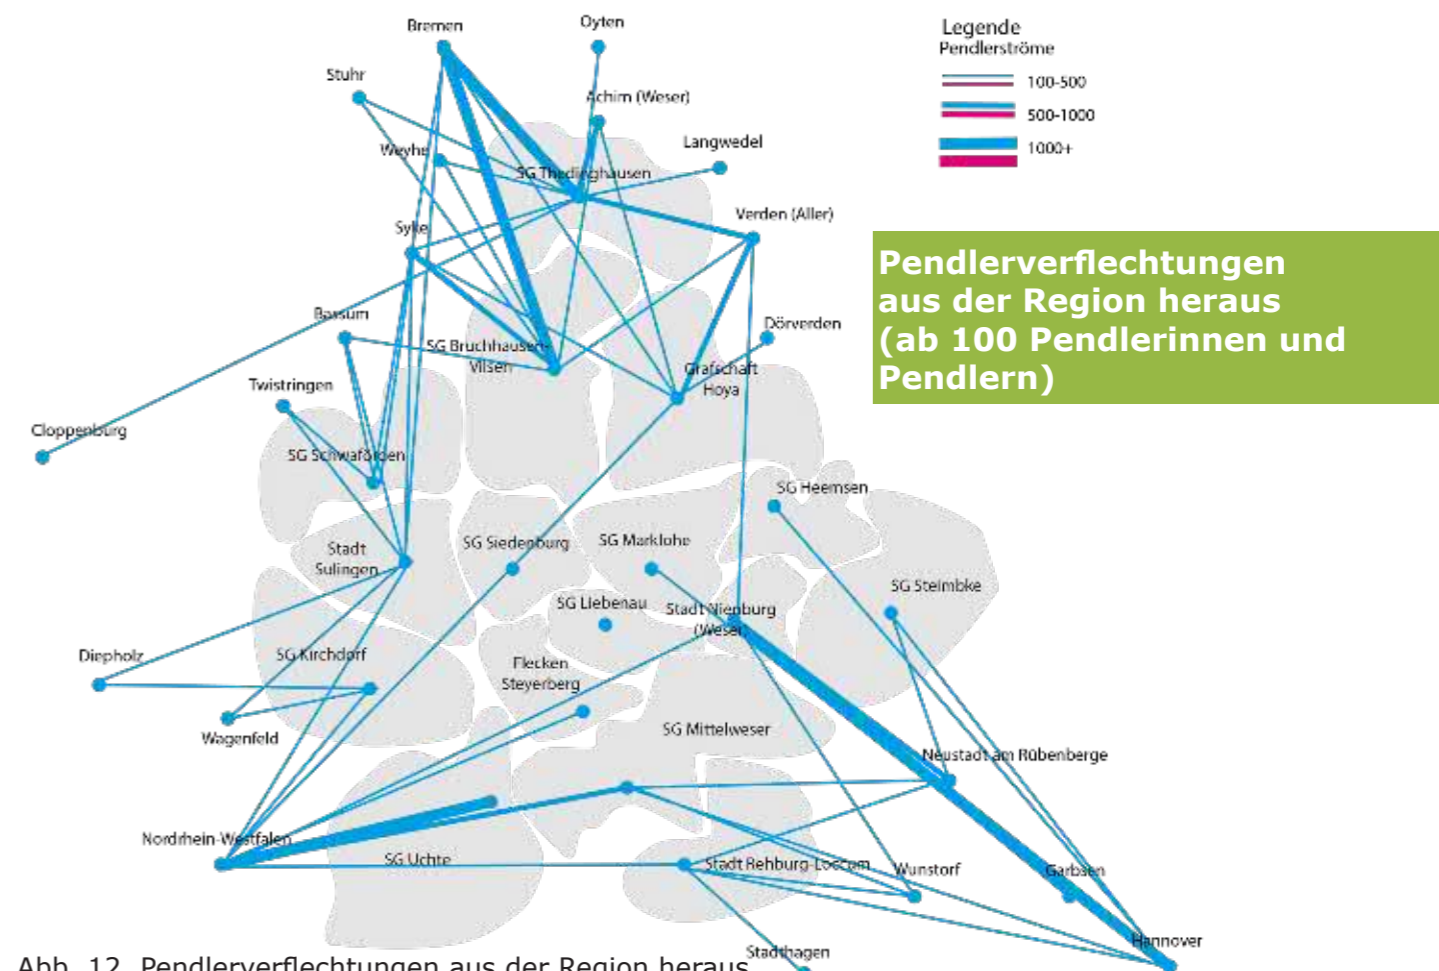 Bremen
Oyten
Legende
Pendlerströme
Stuhr
100-500
Achim (Weser)
500-1000
Weyhe
Langwedel
1000+
SG Thedinghausen
Verden (Aller)
Syke
Pendlerverflechtungen
aus der Region heraus
(ab 100 Pendlerinnen und
Pendlern)
Bassum
Dörverden
SG Bruchhausen-
Vilsen
Grafschaft
Hoya
Twistringen
Cloppenburg
SG Schwaförden
SG Heemsen
Stadt
Sulingen
SG Siedenburg
SG Marklohe
SG Steimbke
SG Liebenau
Stadt Nienburg
(Weser)
Diepholz
SG Kirchdorf
Flecken
Steyerberg
Wagenfeld
SG Mittelweser
Neustadt am Rübenberge
Nordrhein-Westfalen
SG Uchte
Stadt Rehburg-Loccum
Wunstorf
Garbsen
Hannover
Stadthagen
Abb. 12 Pendlerverflechtungen aus der Region heraus